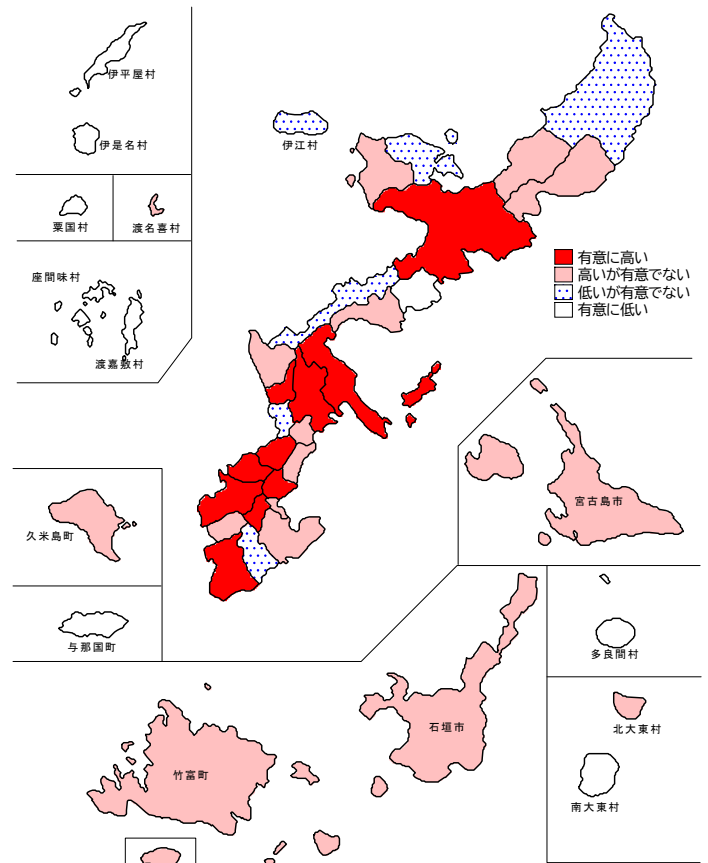 伊平屋村
伊是名村
伊江村
粟国村
渡名喜村
座間味村
渡嘉敷村
有意に高い
高いが有意でない
低いが有意でない
有意に低い
宮古島市
久米島町
与那国町
多良間村
石垣市
北大東村
竹富町
南大東村